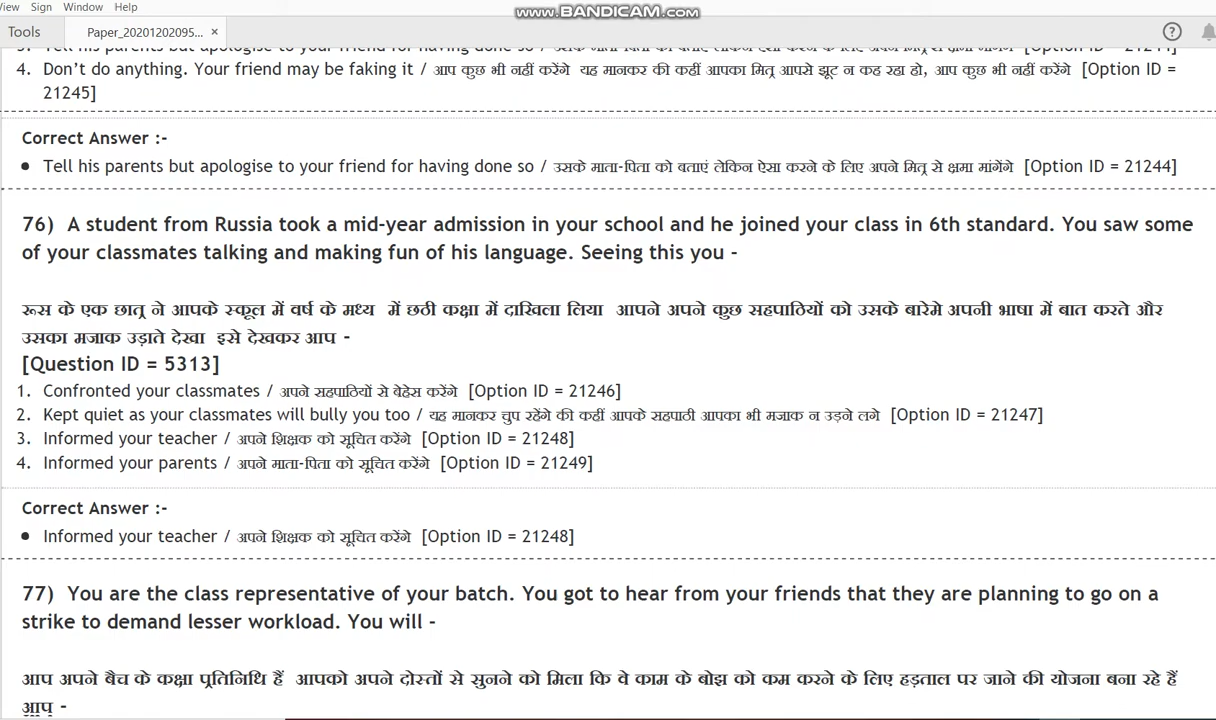 View Sign Window Help
www.BANDICAM.com
Tools Paper_20201202095... ×
4. Don't do anything. Your friend may be faking it / आप कुछ भी नहीं करेंगे यह मानकर की कहीं आपका मित्र आपसे झूट न कह रहा हो, आप कुछ भी नहीं करेंगे [Option ID =
21245]
Correct Answer :-
• Tell his parents but apologise to your friend for having done so / उसके माता-पिता को बताएं लेकिन ऐसा करने के लिए अपने मित्र से क्षमा मांगेंगे [Option ID = 21244]
76) A student from Russia took a mid-year admission in your school and he joined your class in 6th standard. You saw some
of your classmates talking and making fun of his language. Seeing this you -
रूस के एक छात्र ने आपके स्कूल में वर्ष के मध्य में छठी कक्षा में दाखिला लिया आपने अपने कुछ सहपाठियों को उसके बारेमे अपनी भाषा में बात करते और
उसका मजाक उड़ाते देखा इसे देखकर आप -
[Question ID = 5313]
1. Confronted your classmates / अपने सहपाठियों से बेहेस करेंगे [Option ID = 21246]
2. Kept quiet as your classmates will bully you too / यह मानकर चुप रहेंगे की कहीं आपके सहपाठी आपका भी मजाक न उड़ने लगे [Option ID = 21247]
3. Informed your teacher / अपने शिक्षक को सूचित करेंगे [Option ID = 21248]
4. Informed your parents / अपने माता-पिता को सूचित करेंगे [Option ID = 21249]
Correct Answer :-
• Informed your teacher / अपने शिक्षक को सूचित करेंगे [Option ID = 21248]
77) You are the class representative of your batch. You got to hear from your friends that they are planning to go on a
strike to demand lesser workload. You will -
आप अपने बैच के कक्षा प्रतिनिधि हैं आपको अपने दोस्तों से सुनने को मिला कि वे काम के बोझ को कम करने के लिए हड़ताल पर जाने की योजना बना रहे हैं
आप -